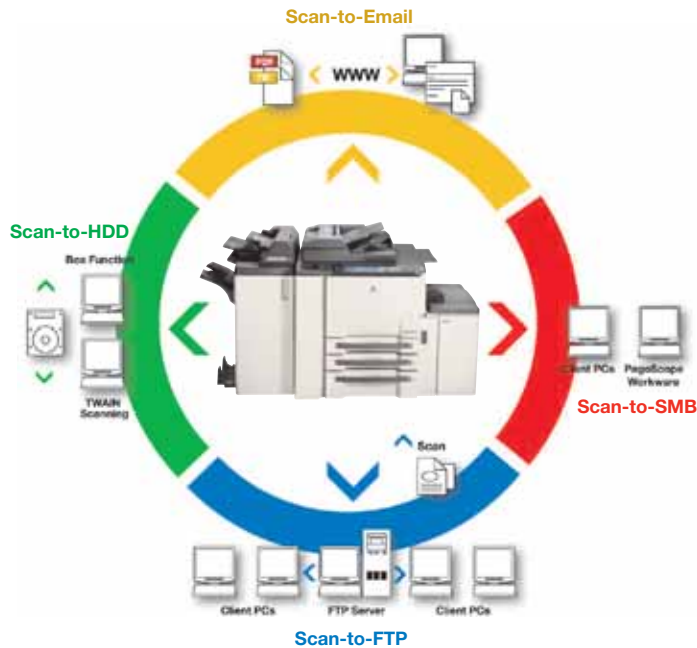 Scan-to-Email
PDF
TIF
WWW
Scan-to-HDD
Box Function
TWAIN
Scanning
Client PCs
PageScope
Workware
Scan-to-SMB
Scan
Client PCs
FTP Server
Client PCs
Scan-to-FTP